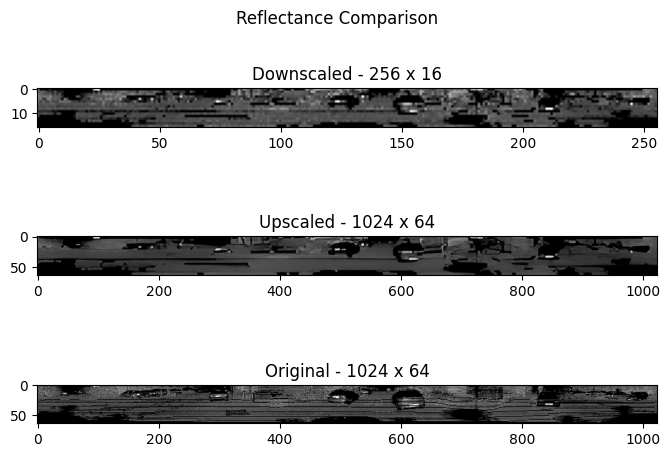 Reflectance Comparison
Downscaled - 256 x 16
0
10
0 50 100 150 200 250
Upscaled - 1024 x 64
0
50
0 200 400 600 800 1000
Original - 1024 x 64
0
50
0 200 400 600 800 1000